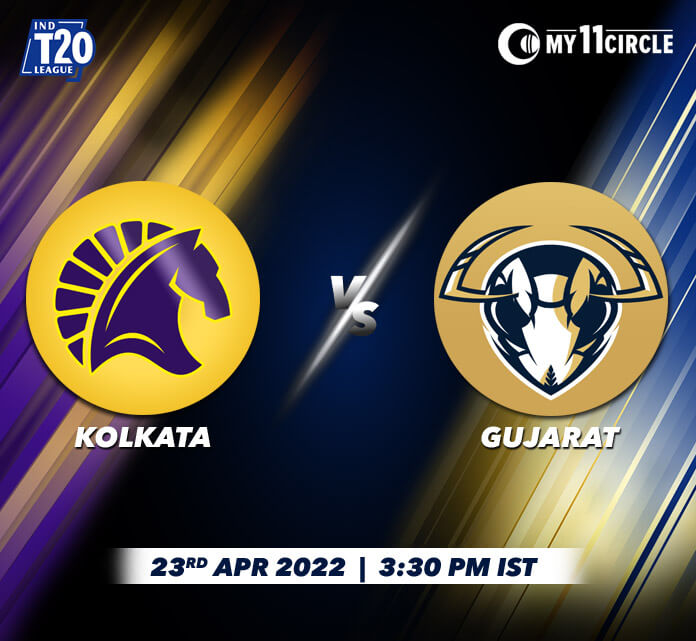 IND
T20
LEAGUE
MY11CIRCLE
VS
KOLKATA
GUJARAT
23RD APR 2022 | 3:30 PM IST